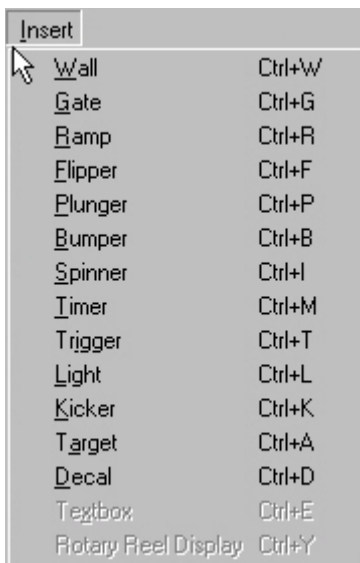 Insert
Wall Ctrl+W
Gate Ctrl+G
Ramp Ctrl+R
Flipper Ctrl+F
Plunger Ctrl+P
Bumper Ctrl+B
Spinner Ctrl+I
Timer Ctrl+M
Trigger Ctrl+T
Light Ctrl+L
Kicker Ctrl+K
Target Ctrl+A
Decal Ctrl+D
Textbox Ctrl+E
Rotary Reel Display Ctrl+Y